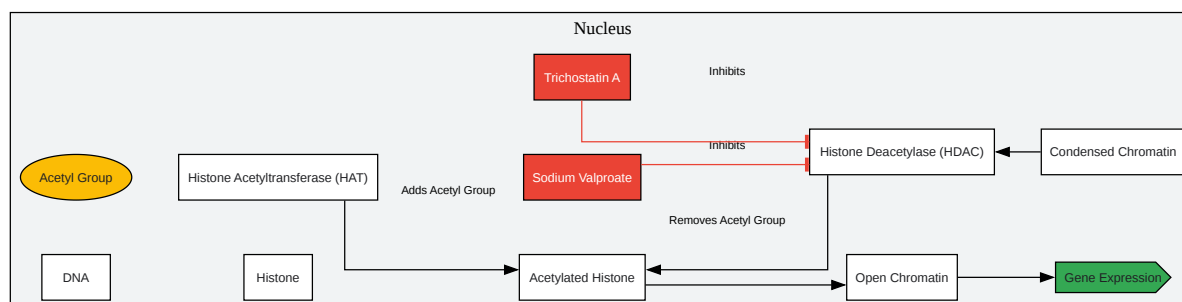 Nucleus
Trichostatin A
Inhibits
Inhibits
Histone Deacetylase (HDAC)
Condensed Chromatin
Acetyl Group
Histone Acetyltransferase (HAT)
Adds Acetyl Group
Sodium Valproate
Removes Acetyl Group
DNA
Histone
Acetylated Histone
Open Chromatin
Gene Expression